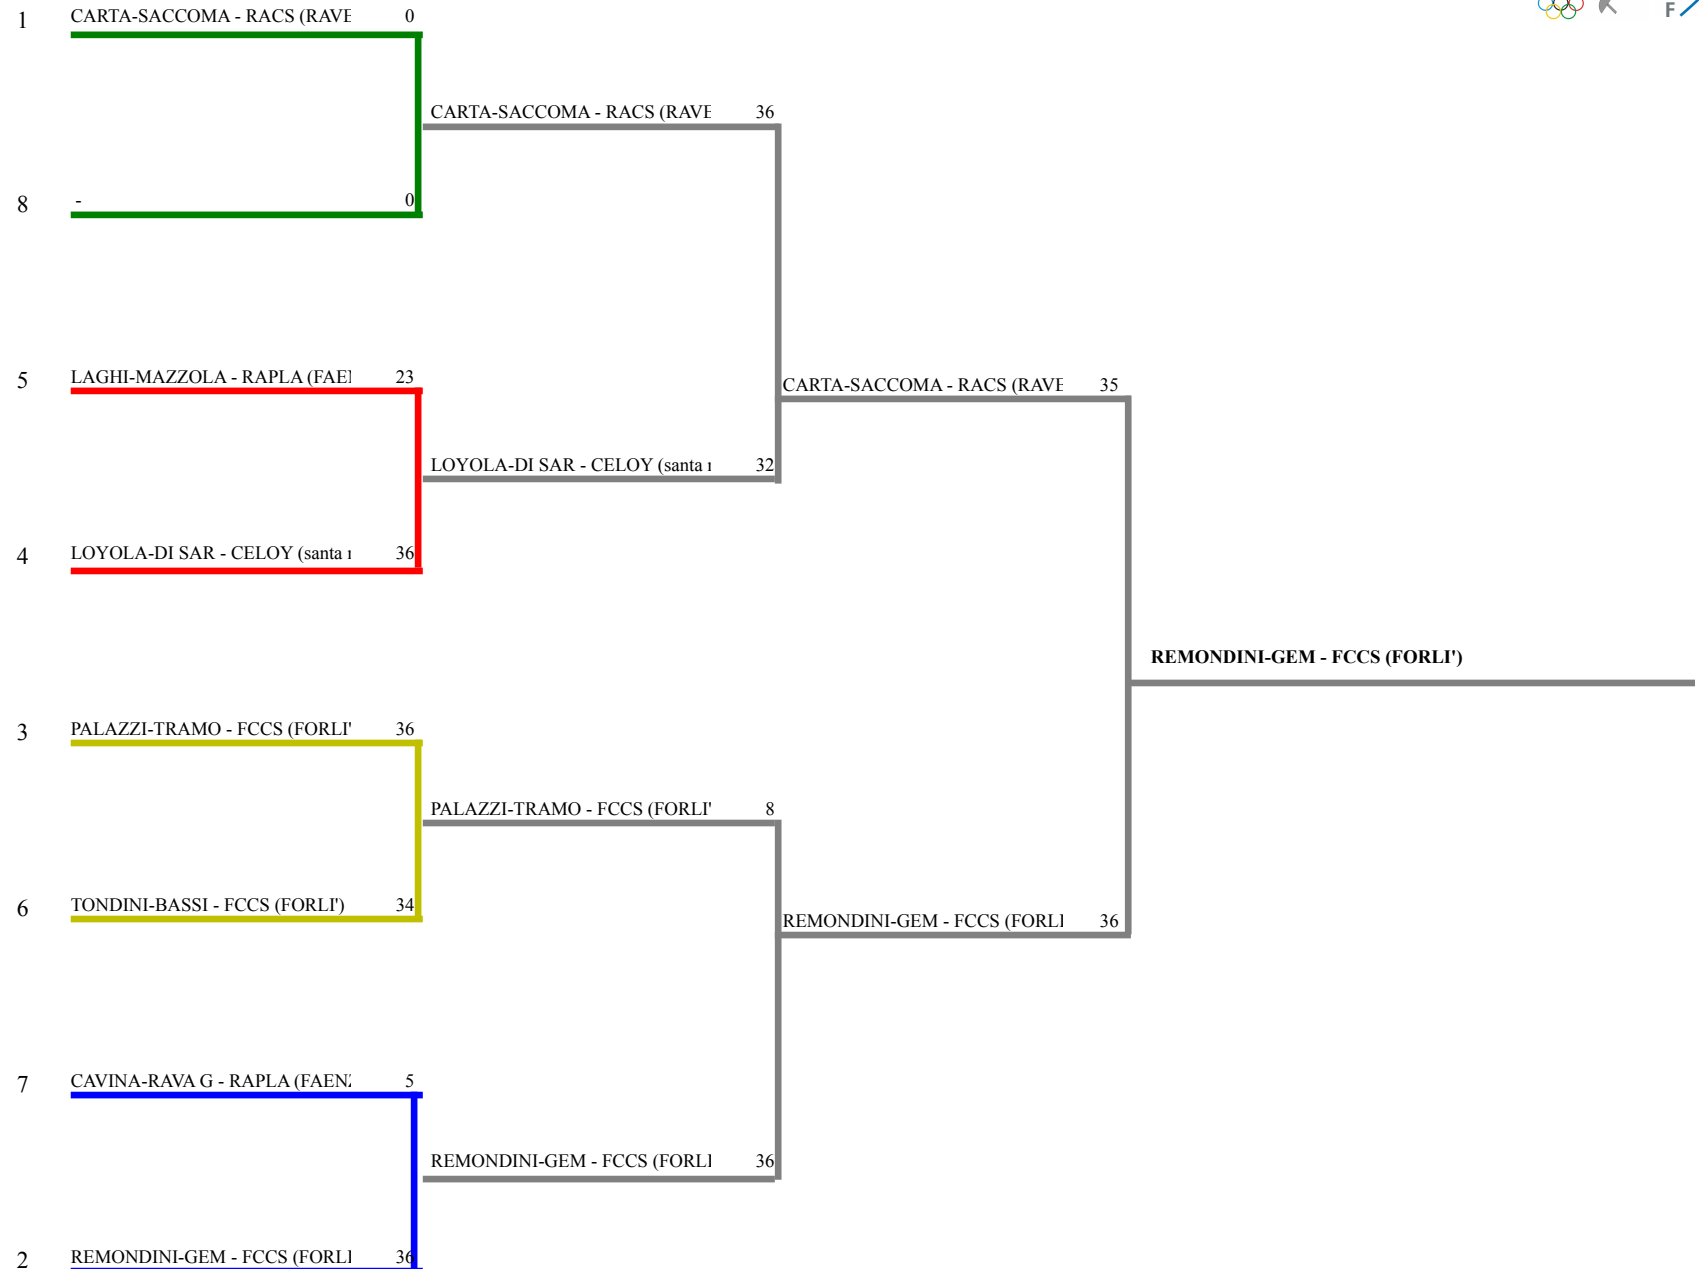 1 CARTA-SACCOMA - RACS (RAVE 0
CARTA-SACCOMA - RACS (RAVE 36
8 - 0
5 LAGHI-MAZZOLA - RAPLA (FAE 23
CARTA-SACCOMA - RACS (RAVE 35
LOYOLA-DI SAR - CELOY (santa 32
4 LOYOLA-DI SAR - CELOY (santa 36
REMONDINI-GEM - FCCS (FORLI')
3 PALAZZI-TRAMO - FCCS (FORLI' 36
PALAZZI-TRAMO - FCCS (FORLI' 8
6 TONDINI-BASSI - FCCS (FORLI') 34
REMONDINI-GEM - FCCS (FORLI 36
7 CAVINA-RAVA G - RAPLA (FAEN 5
REMONDINI-GEM - FCCS (FORLI 36
2 REMONDINI-GEM - FCCS (FORLI 36
F